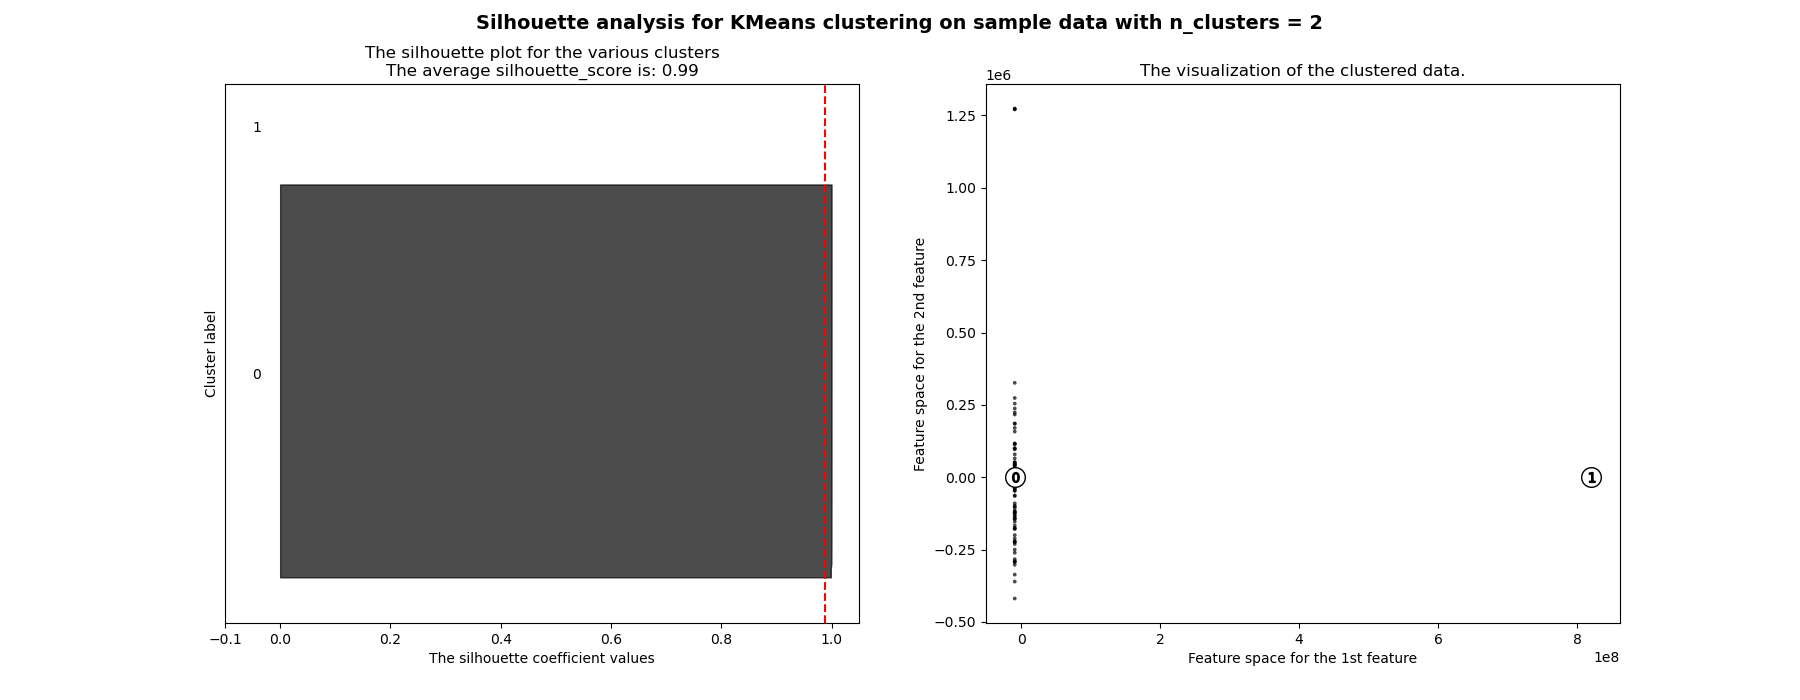 Silhouette analysis for KMeans clustering on sample data with n_clusters = 2
The silhouette plot for the various clusters
The average silhouette_score is: 0.99
1
0
Cluster label
−0.1 0.0 0.2 0.4 0.6 0.8 1.0
The silhouette coefficient values
The visualization of the clustered data.
1e6
1.25
1.00
0.75
0.50
0.25
0.00
−0.25
−0.50
Feature space for the 2nd feature
0
1
0 2 4 6 8
1e8
Feature space for the 1st feature